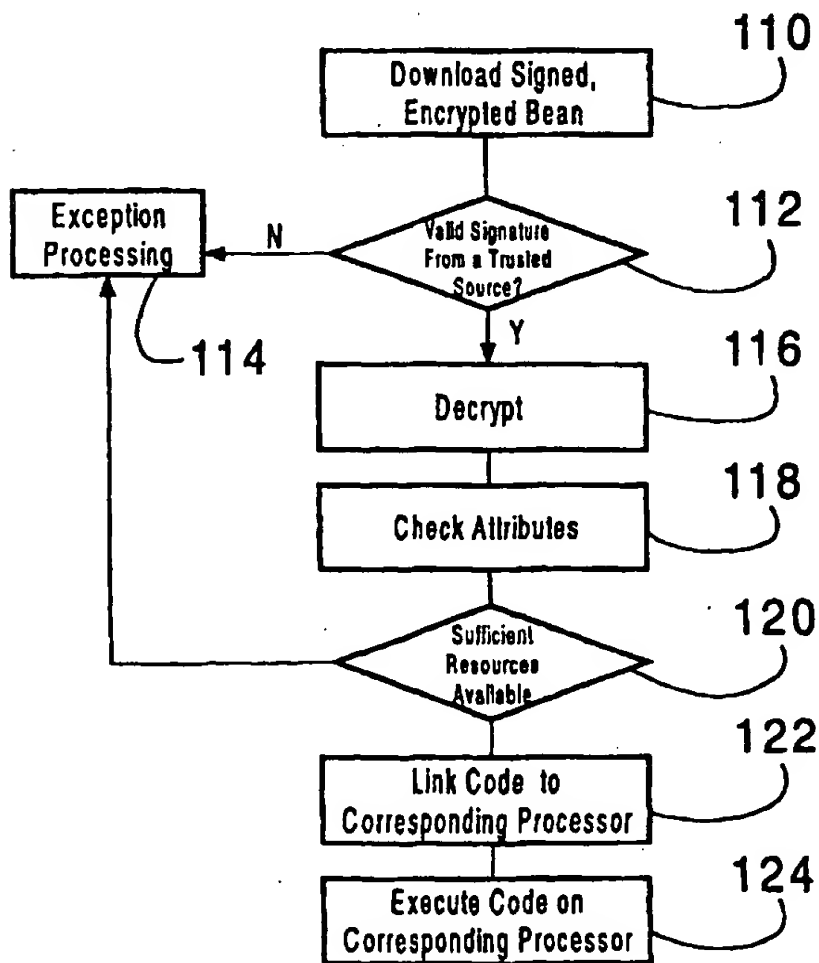 110
Download Signed,
Encrypted Bean
Exception
Processing
N
Valid Signature
From a Trusted
Source?
112
114
Y
116
Decrypt
118
Check Attributes
120
Sufficient
Resources
Available
122
Link Code to
Corresponding Processor
124
Execute Code on
Corresponding Processor